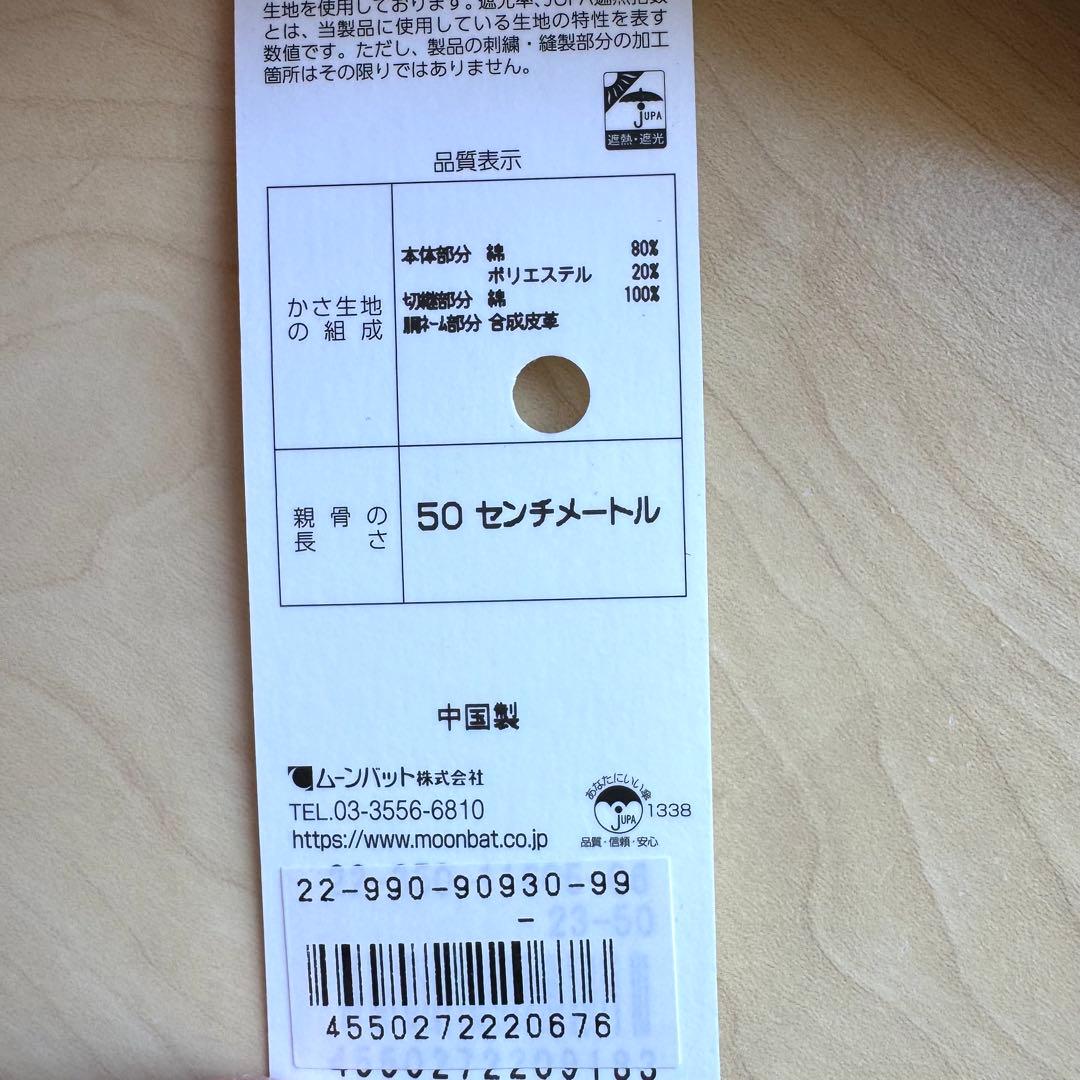 生地を使用しております。遮光率、JUPA遮熱指数
とは、当製品に使用している生地の特性を表す
数値です。ただし、製品の刺繍・縫製部分の加工
箇所はその限りではありません。
JUPA
遮熱・遮光
品質表示
かさ生地
の組成
本体部分 綿 80%
ポリエステル 20%
切継部分 綿 100%
胴ネーム部分 合成皮革
親骨の
長さ
50 センチメートル
中国製
ムーンバット株式会社
TEL.03-3556-6810
https://www.moonbat.co.jp
あなたにいい傘
JUPA
1338
品質・信頼・安心
22-990-90930-99
-
23-50
4550272220676
4550272209183